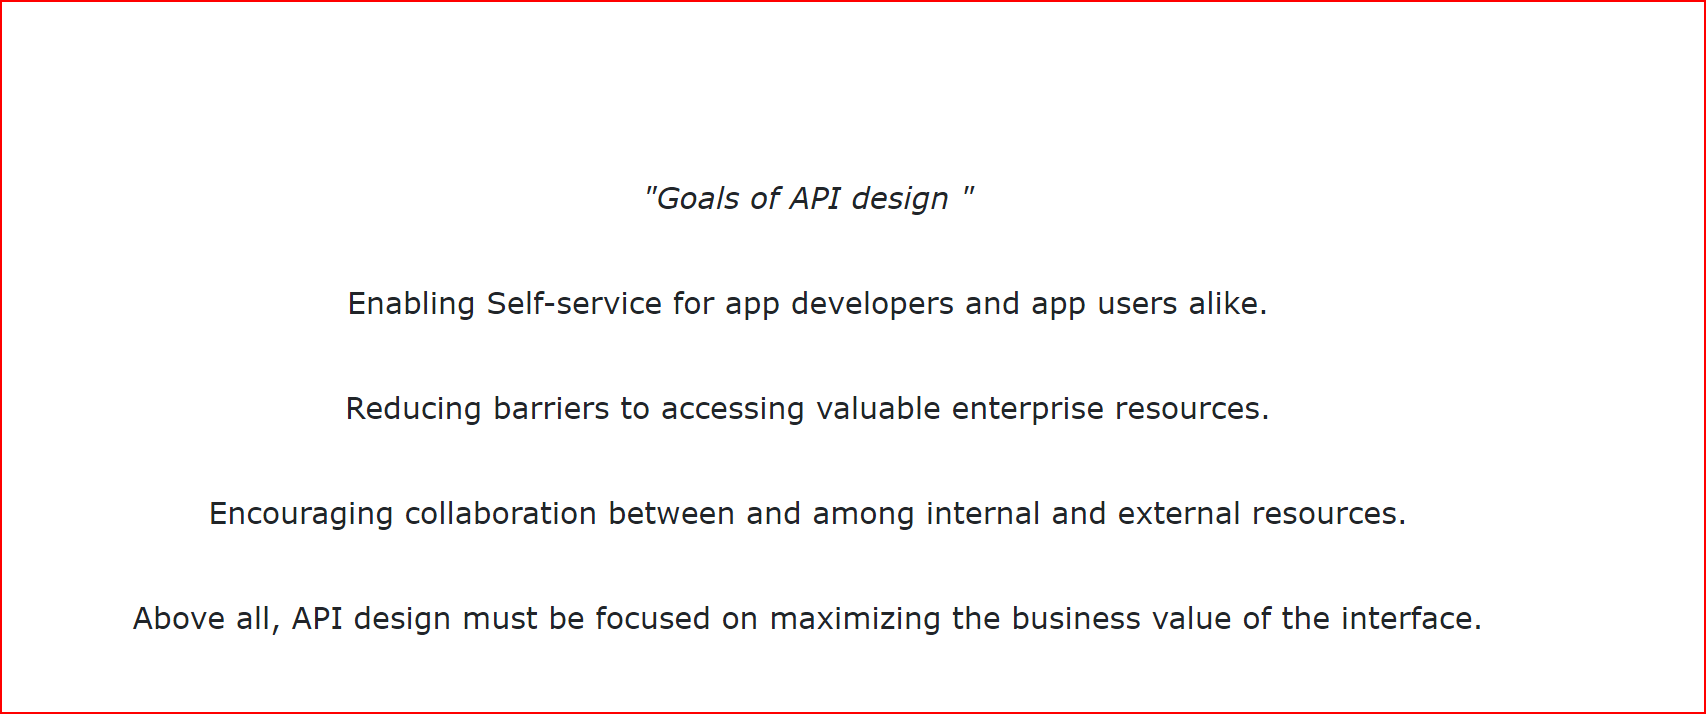 "Goals of API design "
Enabling Self-service for app developers and app users alike.
Reducing barriers to accessing valuable enterprise resources.
Encouraging collaboration between and among internal and external resources.
Above all, API design must be focused on maximizing the business value of the interface.